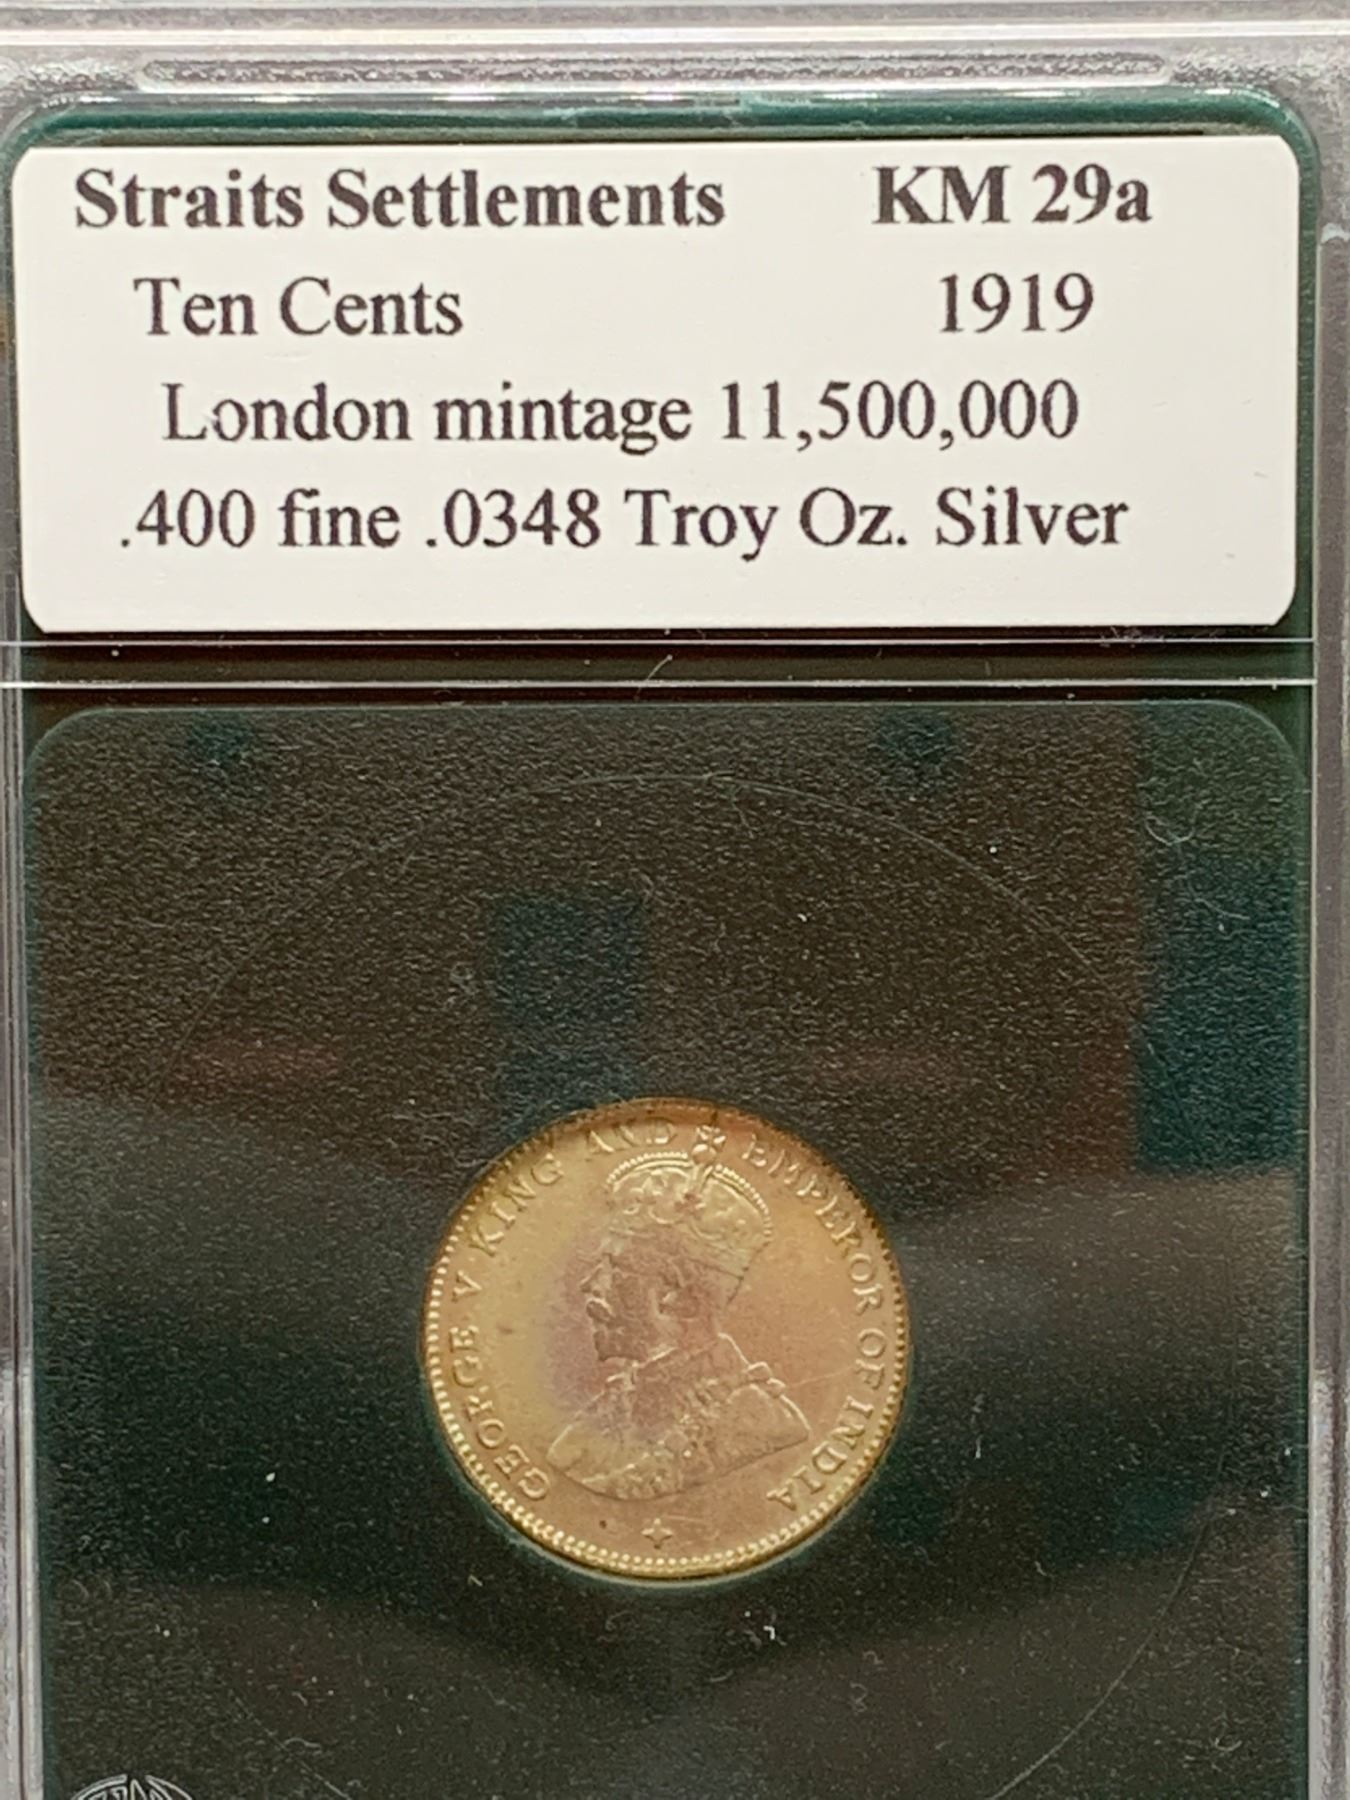 Straits Settlements KM 29a
Ten Cents 1919
London mintage 11,500,000
.400 fine .0348 Troy Oz. Silver
GEORGE V KING AND EMPEROR OF INDIA